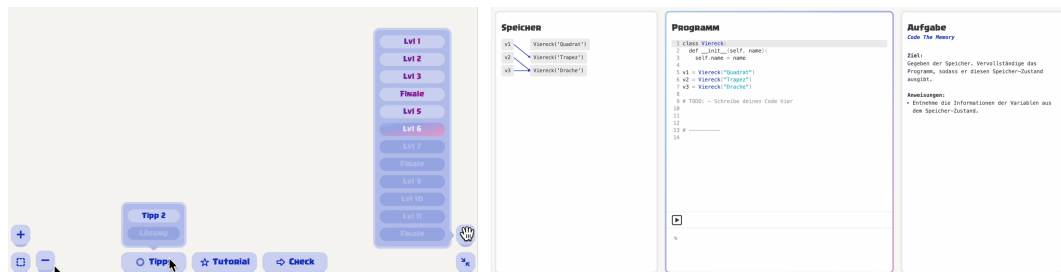 Lvl 1
Lvl 2
Lvl 3
Finale
Lvl 5
Lvl 6
Lvl 7
Finale
Lvl 9
Lvl 10
Lvl 11
Finale
Tipp 2
Lösung
Tipp
Tutorial
Check
Speicher
v1 Viereck('Quadrat')
v2 Viereck('Trapez')
v3 Viereck('Drache')
Programm
1 class Viereck:
2 def __init__(self, name):
3 self.name = name
4
5 v1 = Viereck("Quadrat")
6 v2 = Viereck("Trapez")
7 v3 = Viereck("Drache")
8
9 # TODO: - Schreibe deinen Code hier
10
11
12
13 # ----------
14
%
Aufgabe
Code The Memory
Ziel:
Gegeben der Speicher. Vervollständige das
Programm, sodass er diesen Speicher-Zustand
ausgibt.
Anweisungen:
• Entnehme die Informationen der Variablen aus
dem Speicher-Zustand.